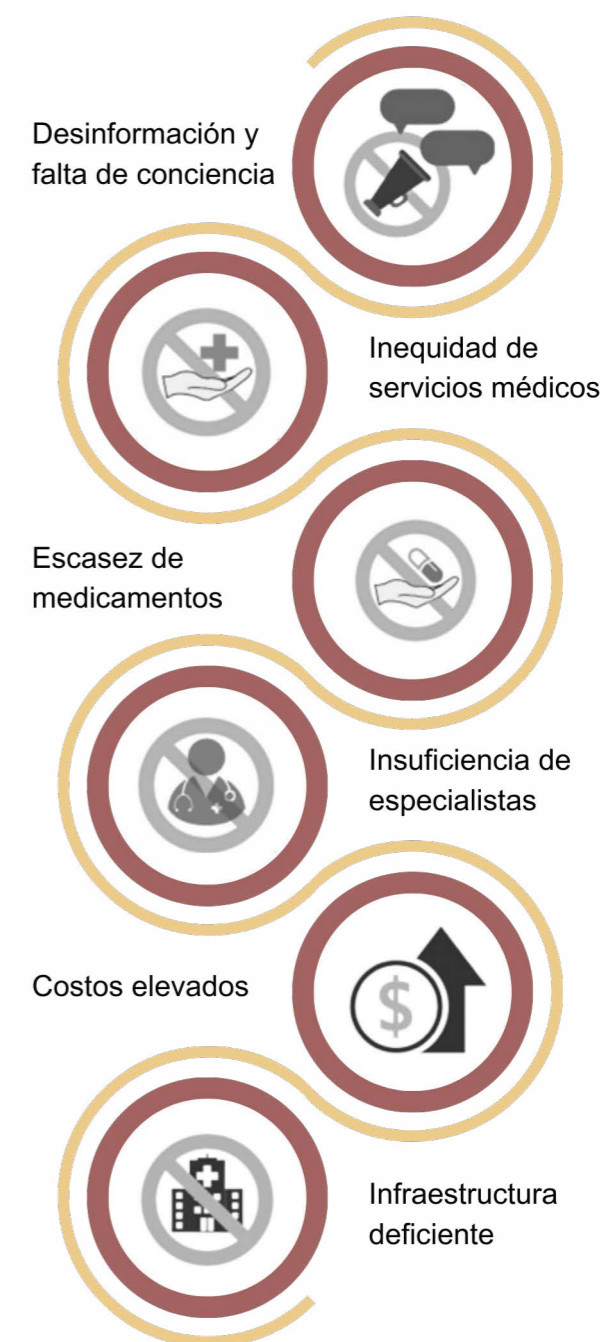 Desinformación y
falta de conciencia
Inequidad de
servicios médicos
Escasez de
medicamentos
Insuficiencia de
especialistas
Costos elevados
$
Infraestructura
deficiente